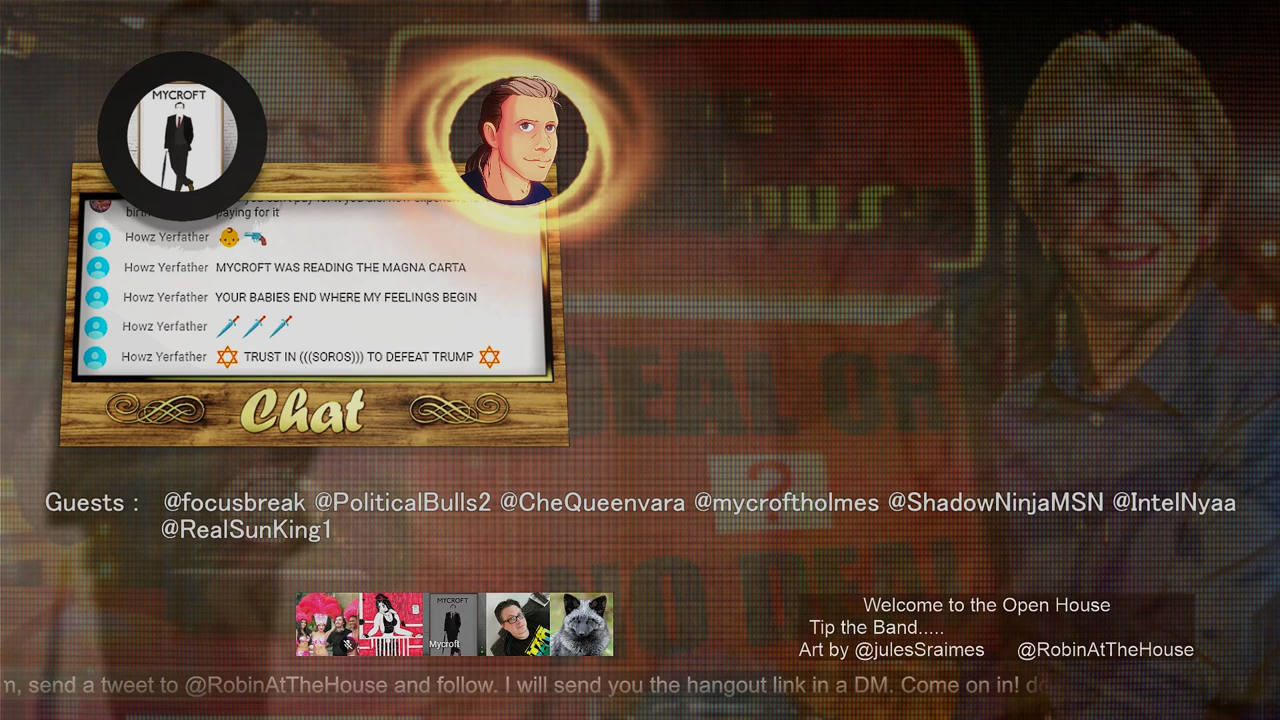 MYCROFT
paying for it
Howz Yerfather
Howz Yerfather MYCROFT WAS READING THE MAGNA CARTA
Howz Yerfather YOUR BABIES END WHERE MY FEELINGS BEGIN
Howz Yerfather
Howz Yerfather TRUST IN (((SOROS))) TO DEFEAT TRUMP
Chat
DEAL OR
?
NO DEAL
Guests : @focusbreak @PoliticalBulls2 @CheQueenvara @mycroftholmes @ShadowNinjaMSN @IntelNyaa
@RealSunKing1
MYCROFT
Mycroft
Welcome to the Open House
Tip the Band.....
Art by @julesSraimes @RobinAtTheHouse
m, send a tweet to @RobinAtTheHouse and follow. I will send you the hangout link in a DM. Come on in! do